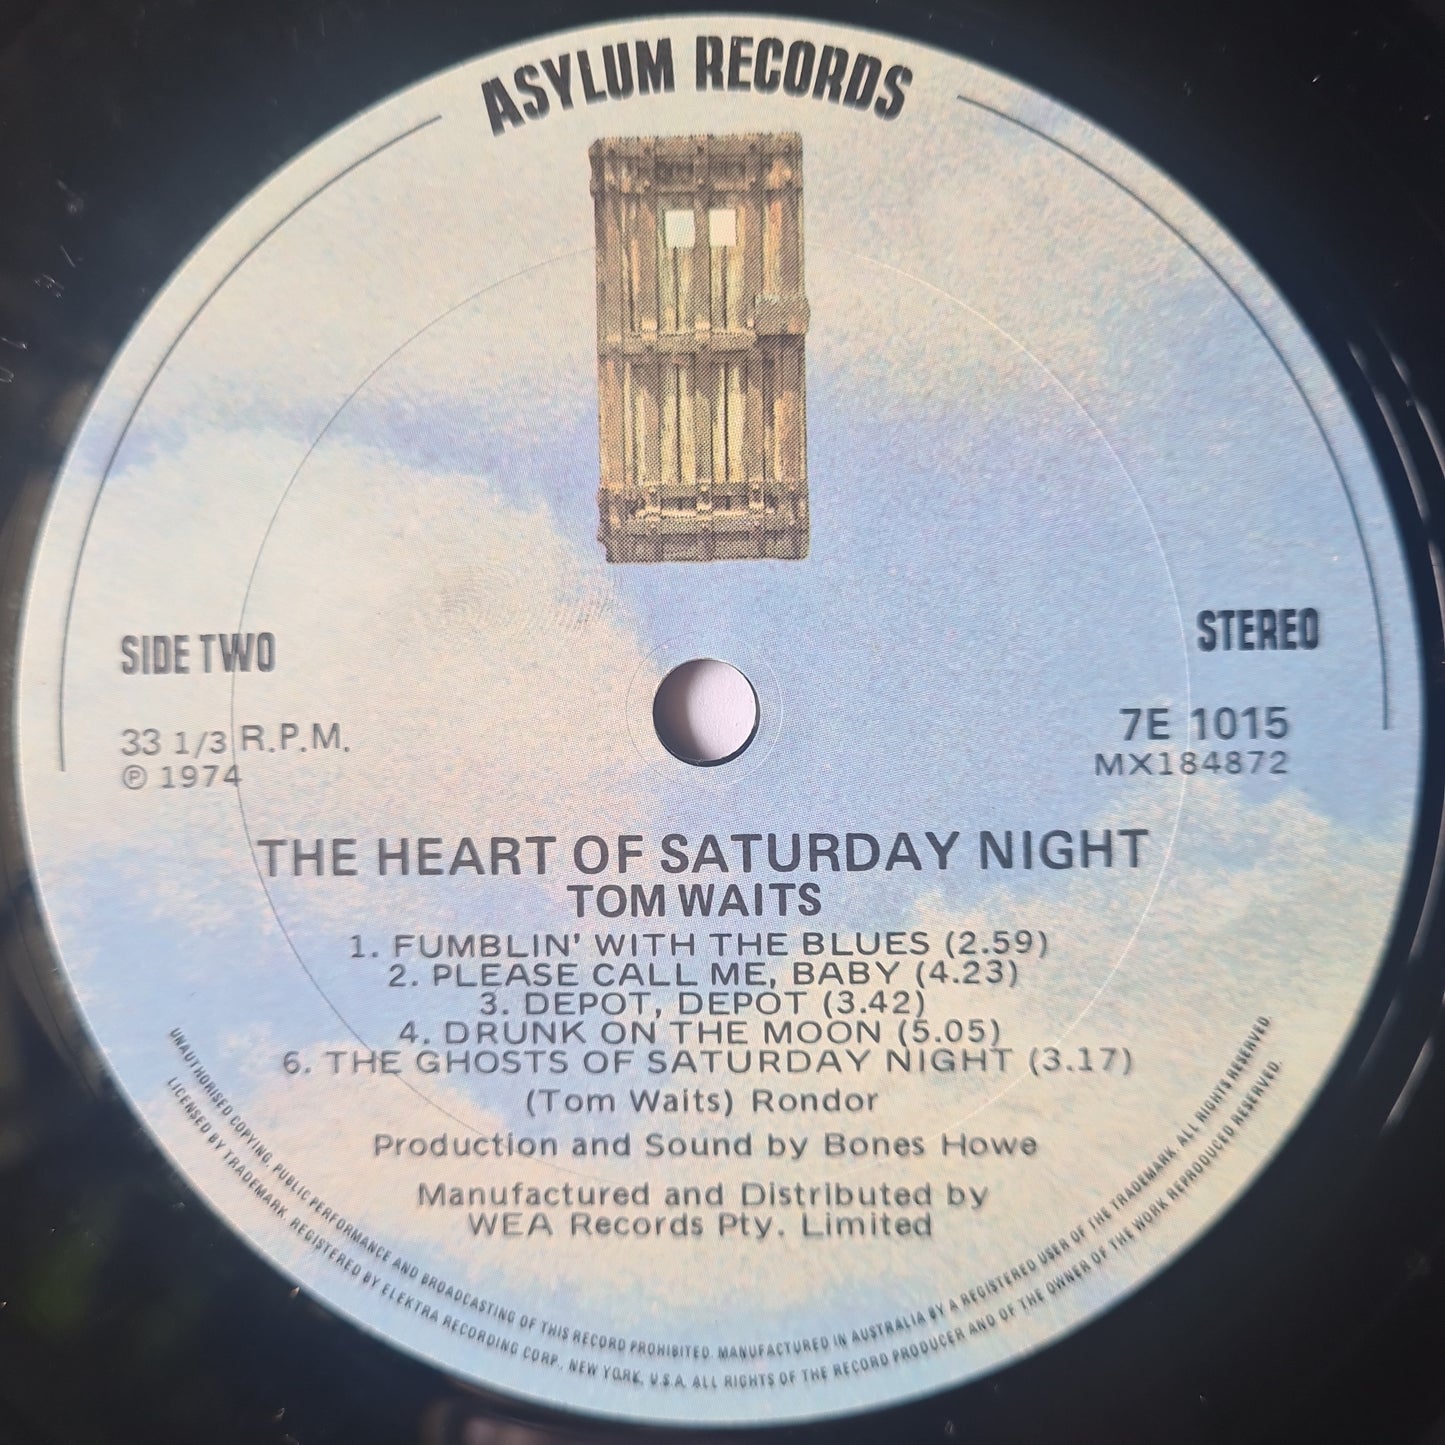 ASYLUM RECORDS
SIDE TWO
STEREO
33 1/3 R.P.M.
Ⓟ 1974
7E 1015
MX184872
THE HEART OF SATURDAY NIGHT
TOM WAITS
1. FUMBLIN' WITH THE BLUES (2.59)
2. PLEASE CALL ME, BABY (4.23)
3. DEPOT, DEPOT (3.42)
4. DRUNK ON THE MOON (5.05)
6. THE GHOSTS OF SATURDAY NIGHT (3.17)
(Tom Waits) Rondor
Production and Sound by Bones Howe
Manufactured and Distributed by
WEA Records Pty. Limited
UNAUTHORISED COPYING, PUBLIC PERFORMANCE AND BROADCASTING OF THIS RECORD PROHIBITED. MANUFACTURED IN AUSTRALIA BY A REGISTERED USER OF THE TRADEMARK. ALL RIGHTS RESERVED.
LICENSED BY TRADEMARK. REGISTERED BY ELEKTRA RECORDING CORP., NEW YORK, U.S.A. ALL RIGHTS OF THE RECORD PRODUCER AND OF THE OWNER OF THE WORK REPRODUCED RESERVED.